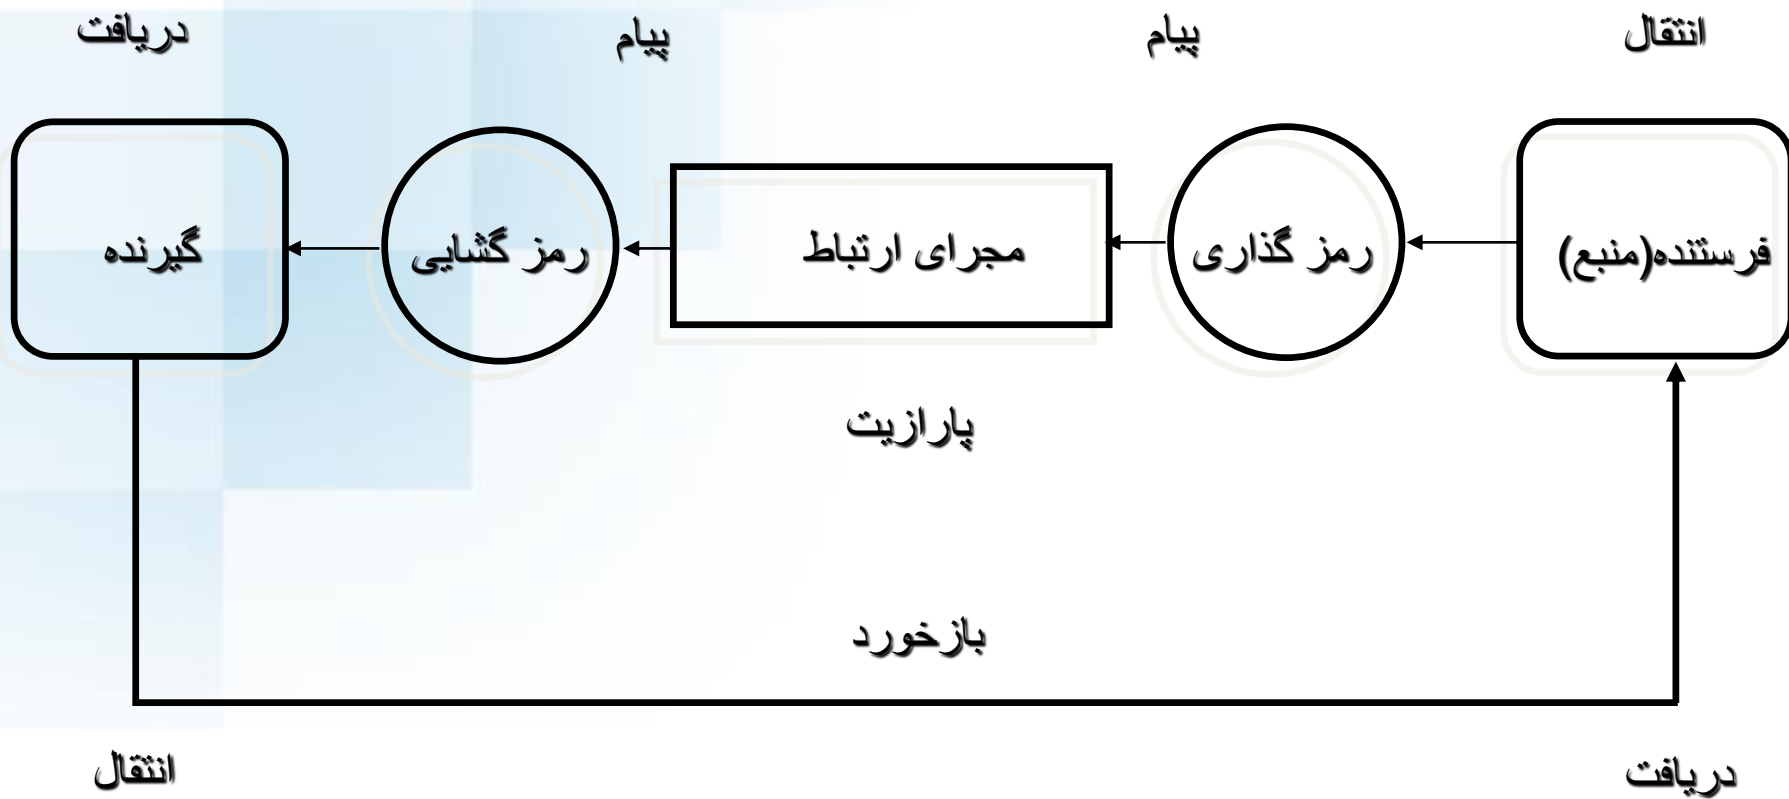 انتقال
پیام
پیام
دریافت
فرستنده(منبع)
رمز گذاری
مجرای ارتباط
رمز گشایی
گیرنده
پارازیت
بازخورد
دریافت
انتقال